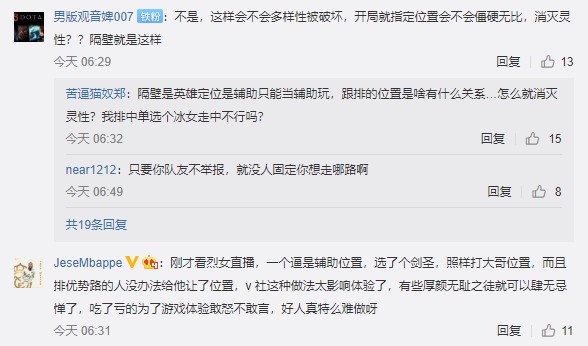 DOTA
男版观音婢007 铁粉：不是，这样会不会多样性被破坏，开局就指定位置会不会僵硬无比，消灭灵
性？？隔壁就是这样
今天 06:29 回复 13
苦逼猫奴郑：隔壁是英雄定位是辅助只能当辅助玩，跟排的位置是啥有什么关系…怎么就消灭
灵性？我排中单选个冰女走中不行吗？
今天 06:32 回复 15
near1212：只要你队友不举报，就没人固定你想走哪路啊
今天 06:49 回复 8
共19条回复
JeseMbappe：刚才看烈女直播，一个逼是辅助位置，选了个剑圣，照样打大哥位置，而且
排优势路的人没办法给他让了位置，v 社这种做法太影响体验了，有些厚颜无耻之徒就可以肆无忌
惮了，吃了亏的为了游戏体验敢怒不敢言，好人真特么难做呀
今天 06:31 回复 11